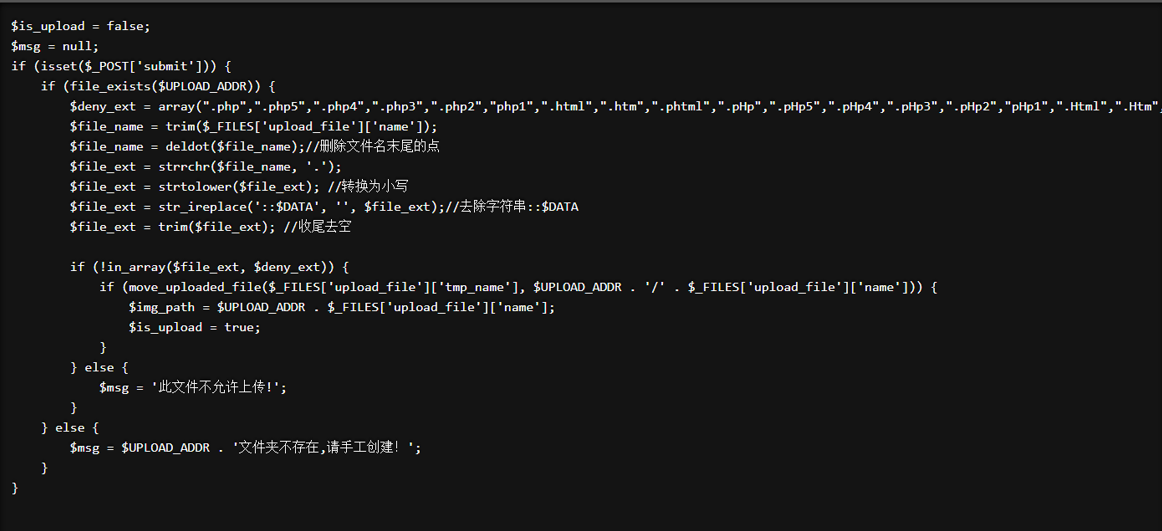 $is_upload = false;
$msg = null;
if (isset($_POST['submit'])) {
    if (file_exists($UPLOAD_ADDR)) {
        $deny_ext = array(".php",".php5",".php4",".php3",".php2","php1",".html",".htm",".phtml",".pHp",".pHp5",".pHp4",".pHp3",".pHp2","pHp1",".Html",".Htm",
        $file_name = trim($_FILES['upload_file']['name']);
        $file_name = deldot($file_name);//删除文件名末尾的点
        $file_ext = strrchr($file_name, '.');
        $file_ext = strtolower($file_ext); //转换为小写
        $file_ext = str_ireplace('::$DATA', '', $file_ext);//去除字符串::$DATA
        $file_ext = trim($file_ext); //收尾去空

        if (!in_array($file_ext, $deny_ext)) {
            if (move_uploaded_file($_FILES['upload_file']['tmp_name'], $UPLOAD_ADDR . '/' . $_FILES['upload_file']['name'])) {
                $img_path = $UPLOAD_ADDR . $_FILES['upload_file']['name'];
                $is_upload = true;
            }
        } else {
            $msg = '此文件不允许上传!';
        }
    } else {
        $msg = $UPLOAD_ADDR . '文件夹不存在,请手工创建！';
    }
}